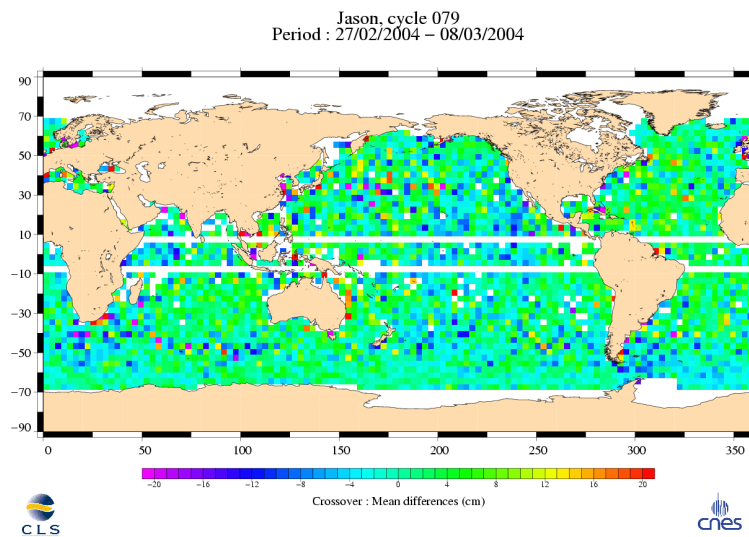 Jason, cycle 079
Period : 27/02/2004 − 08/03/2004
90
70
50
30
10
−10
−30
−50
−70
−90
0 50 100 150 200 250 300 350
−20 −16 −12 −8 −4 0 4 8 12 16 20
Crossover : Mean differences (cm)
CLS
cnes